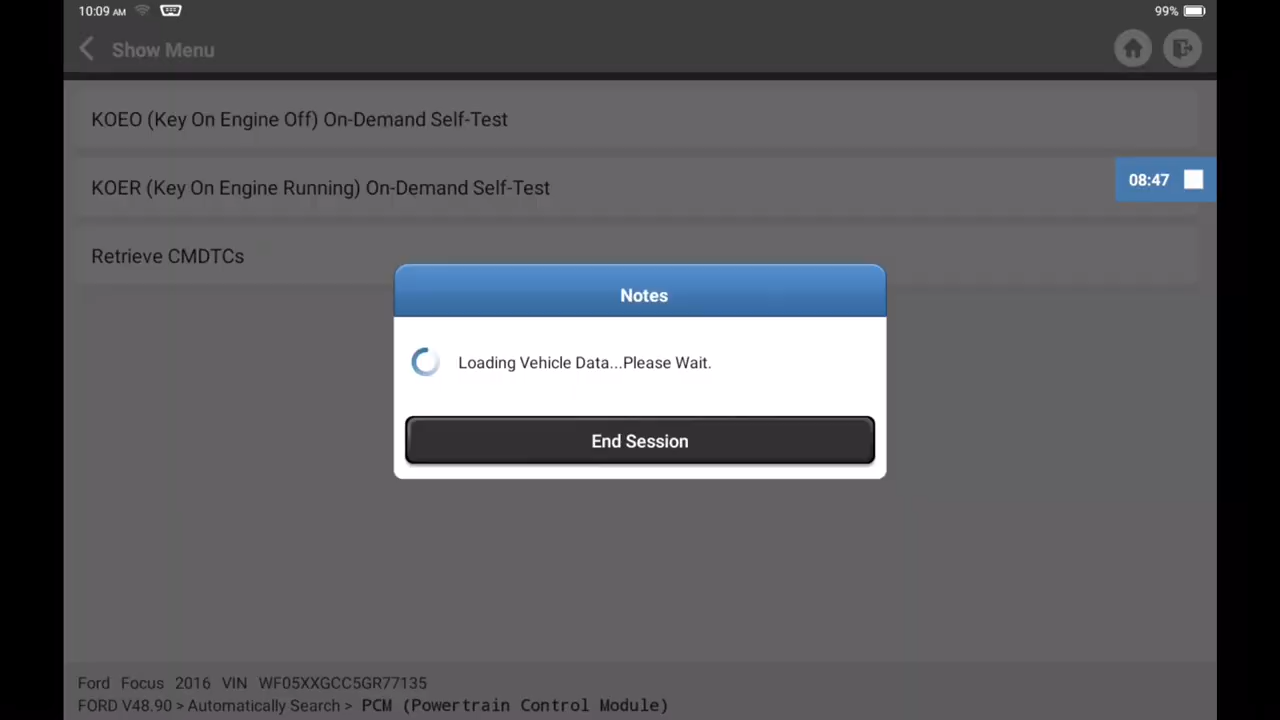 10:09 AM
99%
Show Menu
KOEO (Key On Engine Off) On-Demand Self-Test
KOER (Key On Engine Running) On-Demand Self-Test
08:47
Retrieve CMDTCs
Notes
Loading Vehicle Data...Please Wait.
End Session
Ford Focus 2016 VIN WF05XXGCC5GR77135
FORD V48.90 > Automatically Search > PCM (Powertrain Control Module)